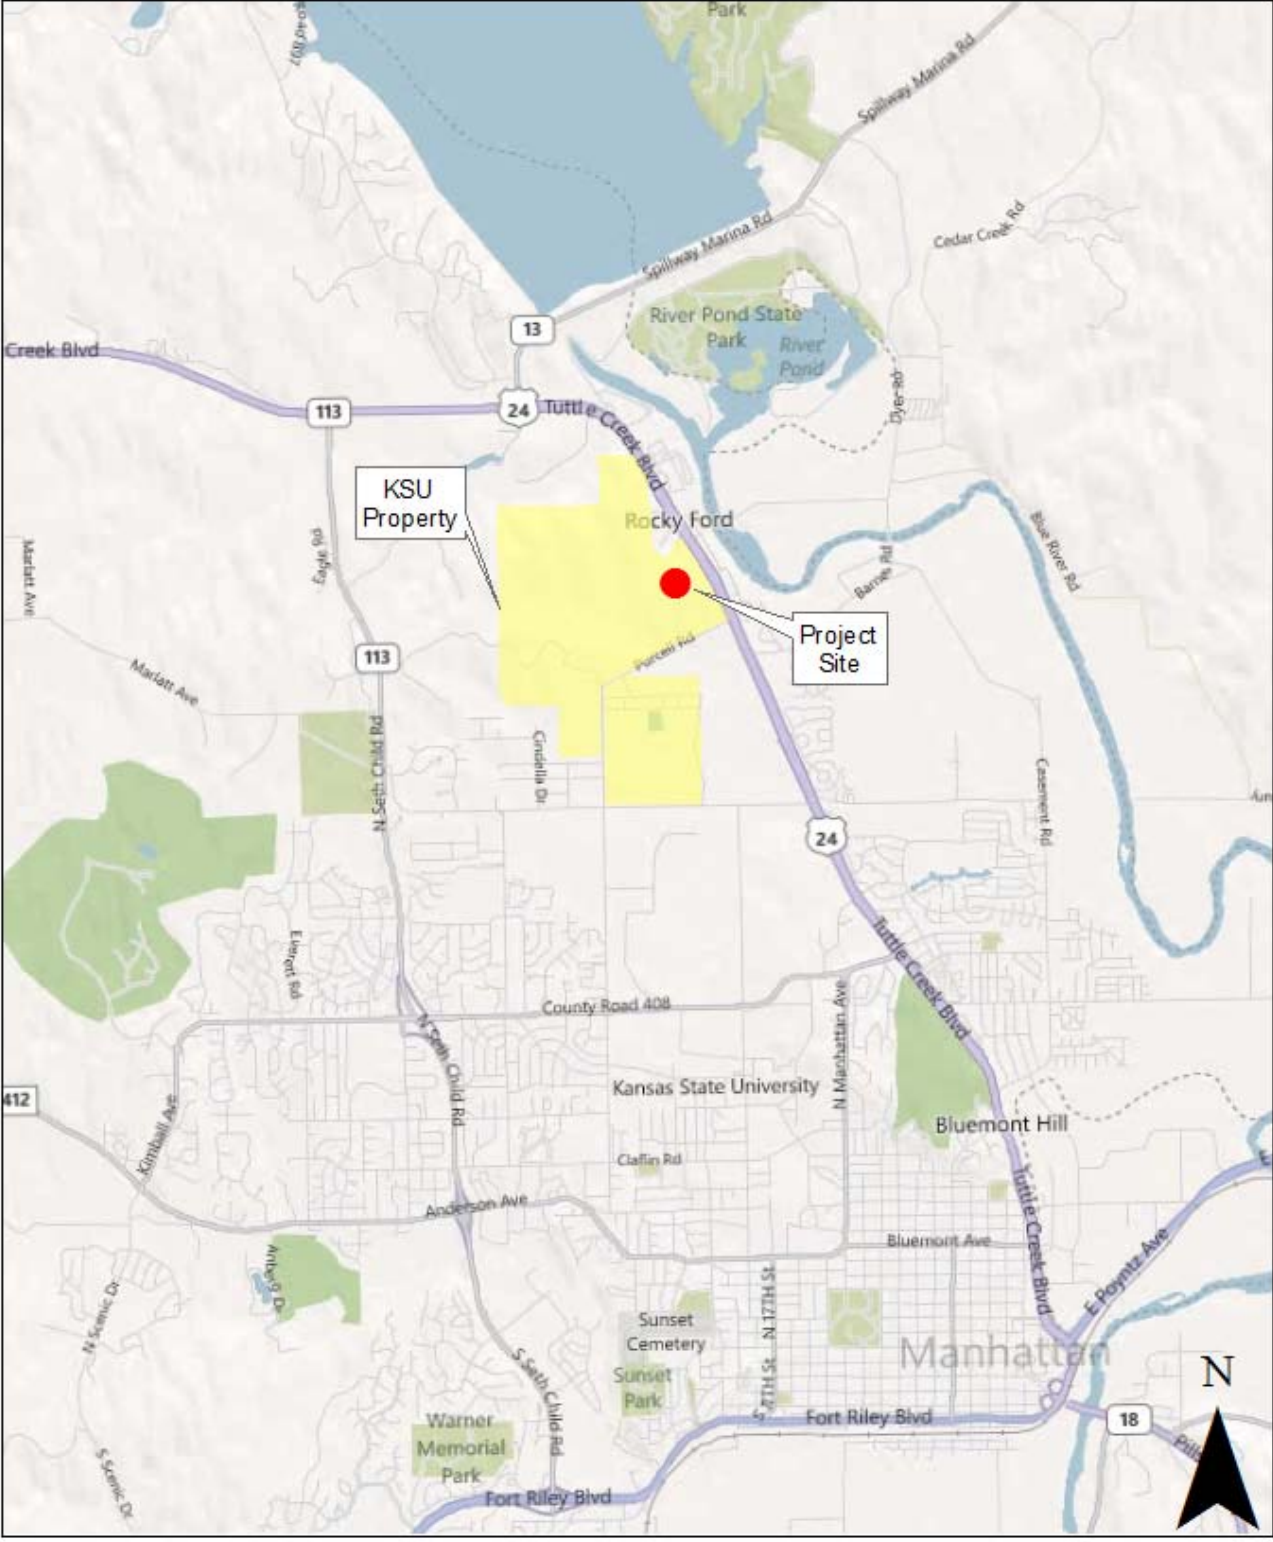 Park
Spillway Marina Rd
Cedar Creek Rd
Spillway Marina Rd
13
River Pond State
Park
River
Pond
Creek Blvd
113
24
Tuttle Creek Blvd
Dyer Rd
KSU
Property
Rocky Ford
Blue River Rd
Eagle Rd
Marlatt Ave
Barnes Rd
Project
Site
Purcell Rd
113
Marlatt Ave
N Seth Child Rd
Cindella Dr
Casement Rd
24
Tuttle Creek Blvd
Everett Rd
County Road 408
N Manhattan Ave
N Seth Child Rd
Kansas State University
412
Kimball Ave
Bluemont Hill
Claflin Rd
Anderson Ave
Tuttle Creek Blvd
Bluemont Ave
E Poyntz Ave
Amberg Dr
N Scenic Dr
N 17TH St
Sunset
Cemetery
Manhattan
Sunset
Park
S Seth Child Rd
N
Fort Riley Blvd
18
Warner
Memorial
Park
S Scenic Dr
Fort Riley Blvd